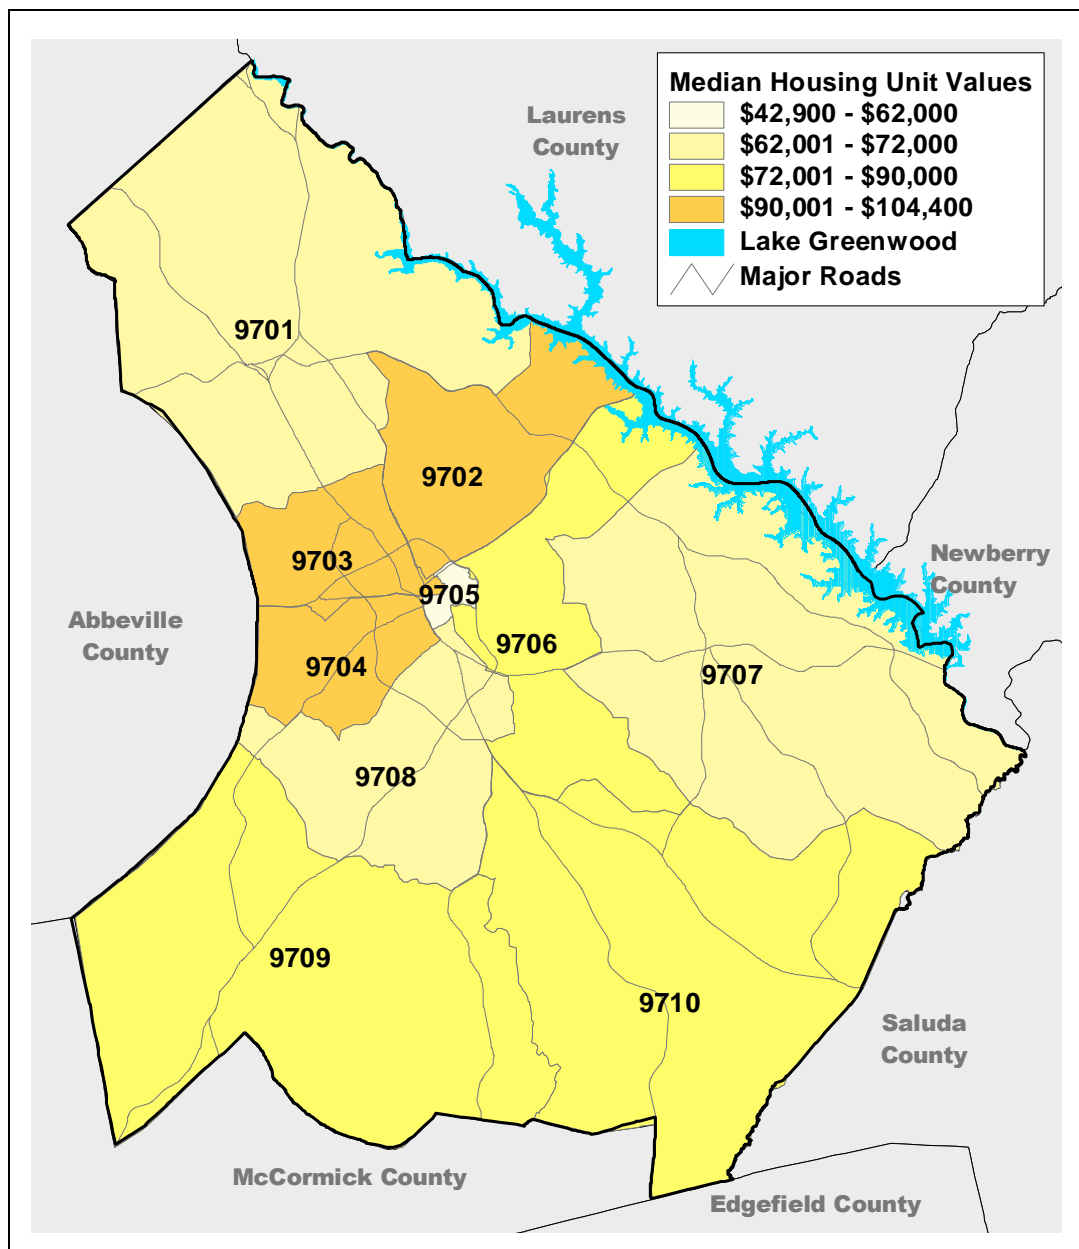 Median Housing Unit Values
$42,900 - $62,000
$62,001 - $72,000
$72,001 - $90,000
$90,001 - $104,400
Lake Greenwood
Major Roads
Laurens
County
9701
9702
9703
Newberry
County
9705
Abbeville
County
9706
9704
9707
9708
9709
9710
Saluda
County
McCormick County
Edgefield County